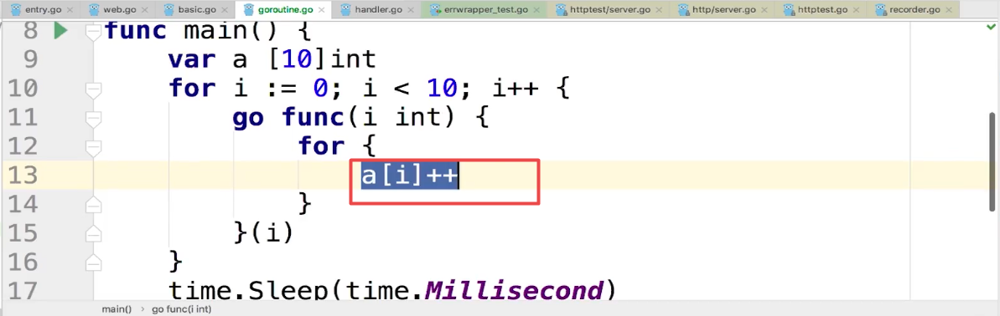 entry.go web.go basic.go goroutine.go handler.go errwrapper_test.go httptest/server.go http/server.go httptest.go recorder.go
8 func main() {
9 var a [10]int
10 for i := 0; i < 10; i++ {
11 go func(i int) {
12 for {
13 a[i]++
14 }
15 }(i)
16 }
17 time.Sleep(time.Millisecond)
main() › go func(i int)